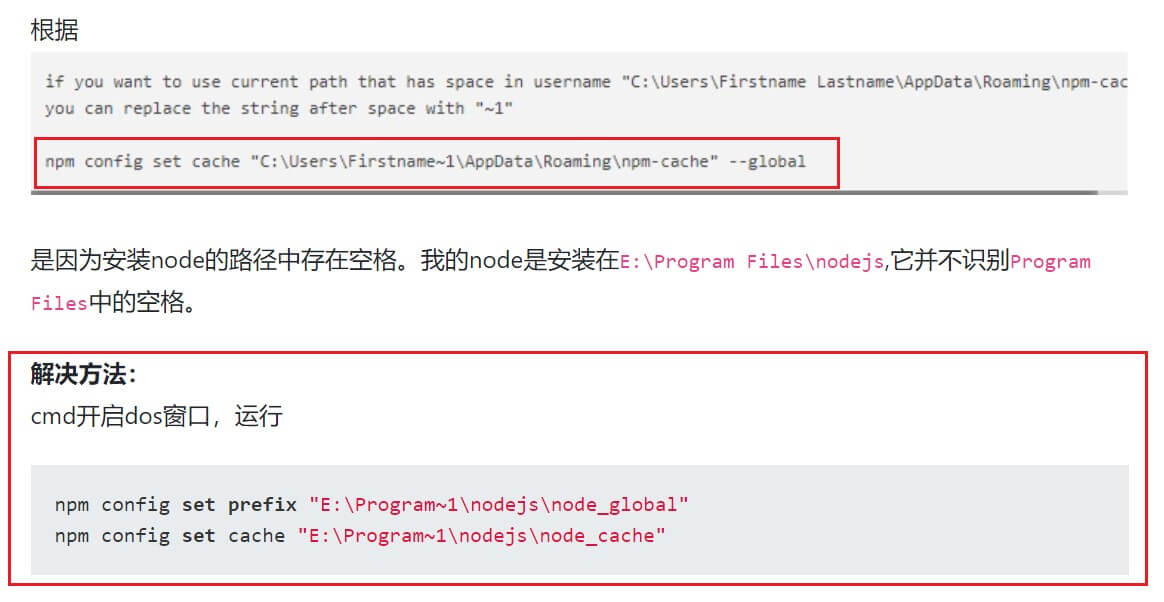 根据
if you want to use current path that has space in username "C:\Users\Firstname Lastname\AppData\Roaming\npm-cac
you can replace the string after space with "~1"
npm config set cache "C:\Users\Firstname~1\AppData\Roaming\npm-cache" --global
是因为安装node的路径中存在空格。我的node是安装在E:\Program Files\nodejs,它并不识别Program
Files中的空格。
解决方法：
cmd开启dos窗口，运行
npm config set prefix "E:\Program~1\nodejs\node_global"
npm config set cache "E:\Program~1\nodejs\node_cache"